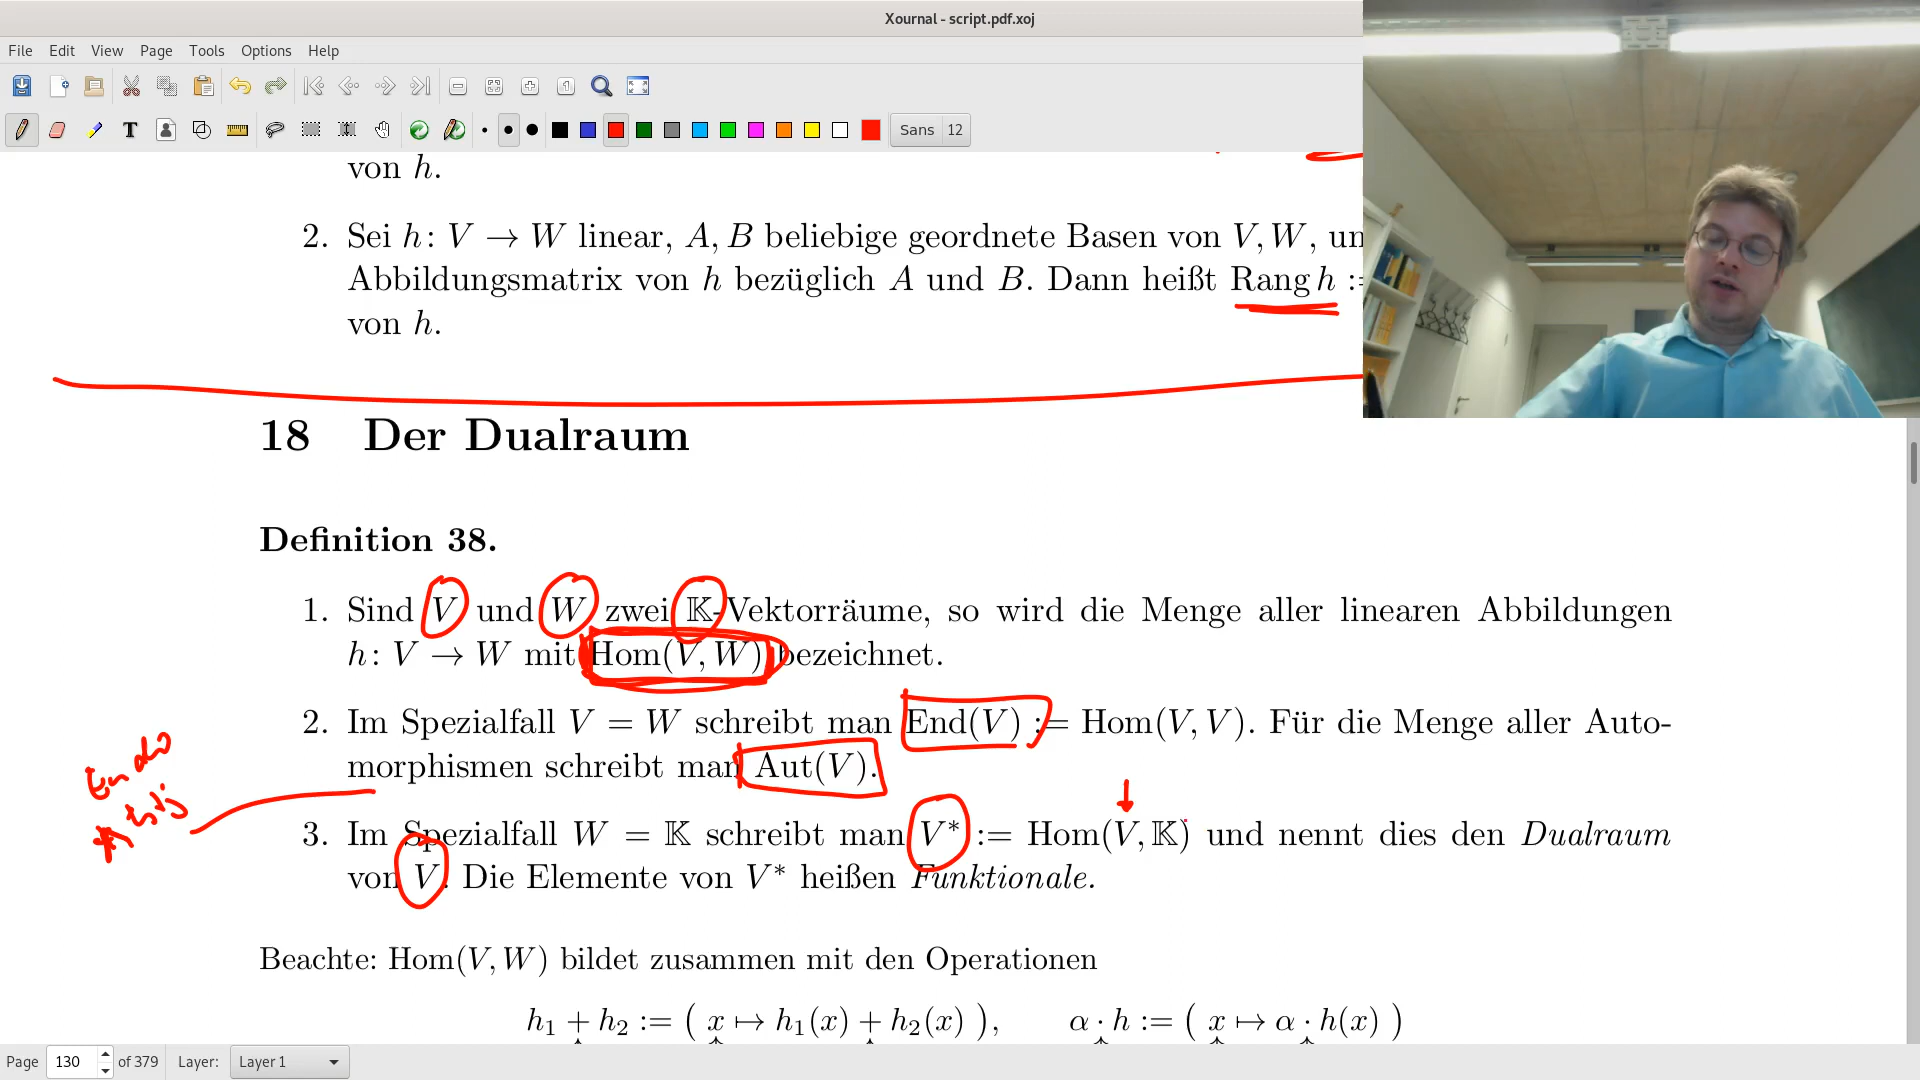 Xournal - script.pdf.xoj
File Edit View Page Tools Options Help
Sans 12
von h.
2. Sei h: V → W linear, A, B beliebige geordnete Basen von V, W, un
Abbildungsmatrix von h bezüglich A und B. Dann heißt Rang h :=
von h.
18 Der Dualraum
Definition 38.
1. Sind V und W zwei 𝕂-Vektorräume, so wird die Menge aller linearen Abbildungen
h: V → W mit Hom(V, W) bezeichnet.
2. Im Spezialfall V = W schreibt man End(V) := Hom(V, V). Für die Menge aller Auto-
morphismen schreibt man Aut(V).
Endo
3. Im Spezialfall W = 𝕂 schreibt man V* := Hom(V, 𝕂) und nennt dies den Dualraum
von V. Die Elemente von V* heißen Funktionale.
Beachte: Hom(V, W) bildet zusammen mit den Operationen
h₁ + h₂ := ( x ↦ h₁(x) + h₂(x) ), α · h := ( x ↦ α · h(x) )
Page 130 of 379 Layer: Layer 1